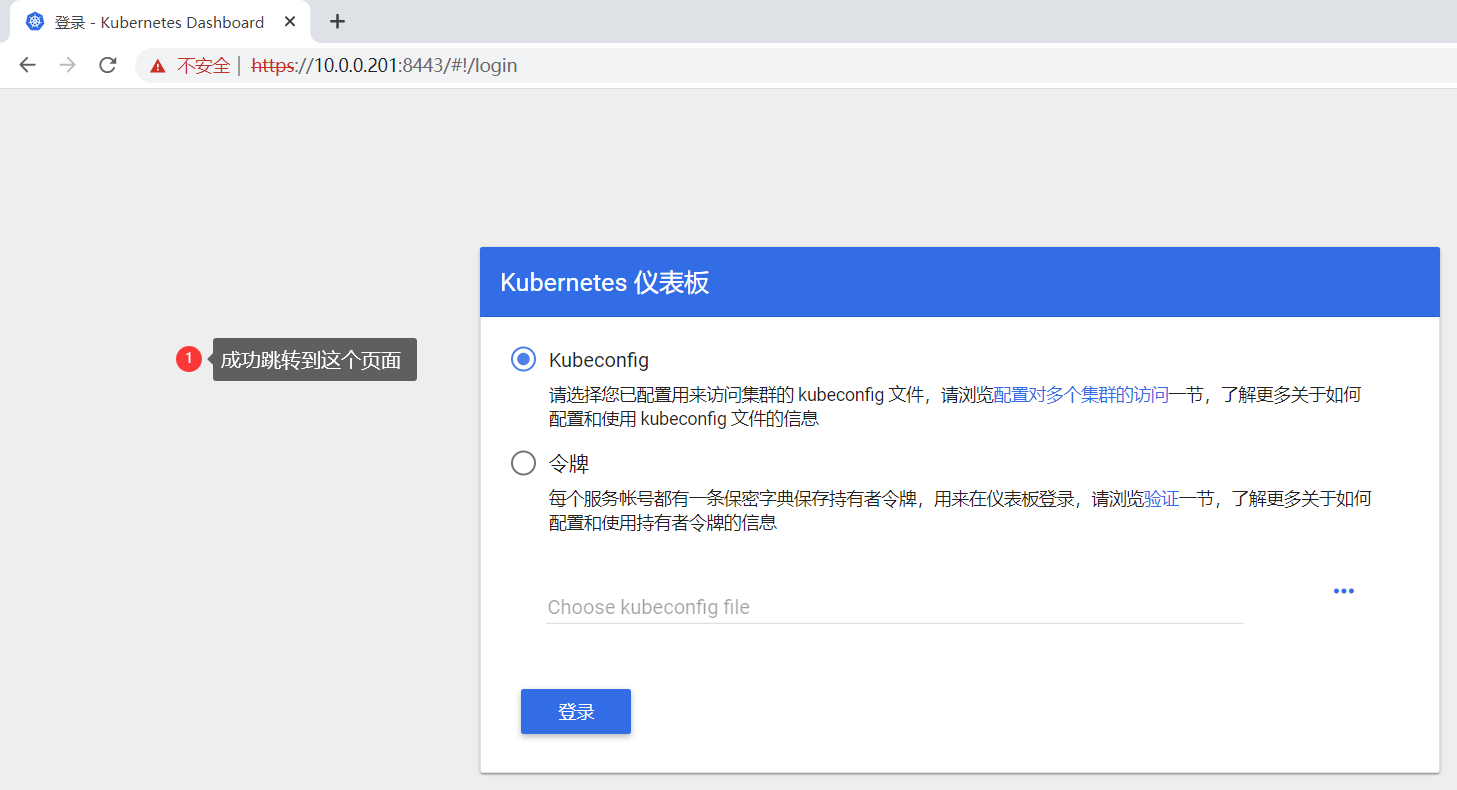 登录 - Kubernetes Dashboard
不安全 | https://10.0.0.201:8443/#!/login
Kubernetes 仪表板
1 成功跳转到这个页面
Kubeconfig
请选择您已配置用来访问集群的 kubeconfig 文件，请浏览配置对多个集群的访问一节，了解更多关于如何
配置和使用 kubeconfig 文件的信息
令牌
每个服务帐号都有一条保密字典保存持有者令牌，用来在仪表板登录，请浏览验证一节，了解更多关于如何
配置和使用持有者令牌的信息
Choose kubeconfig file
登录